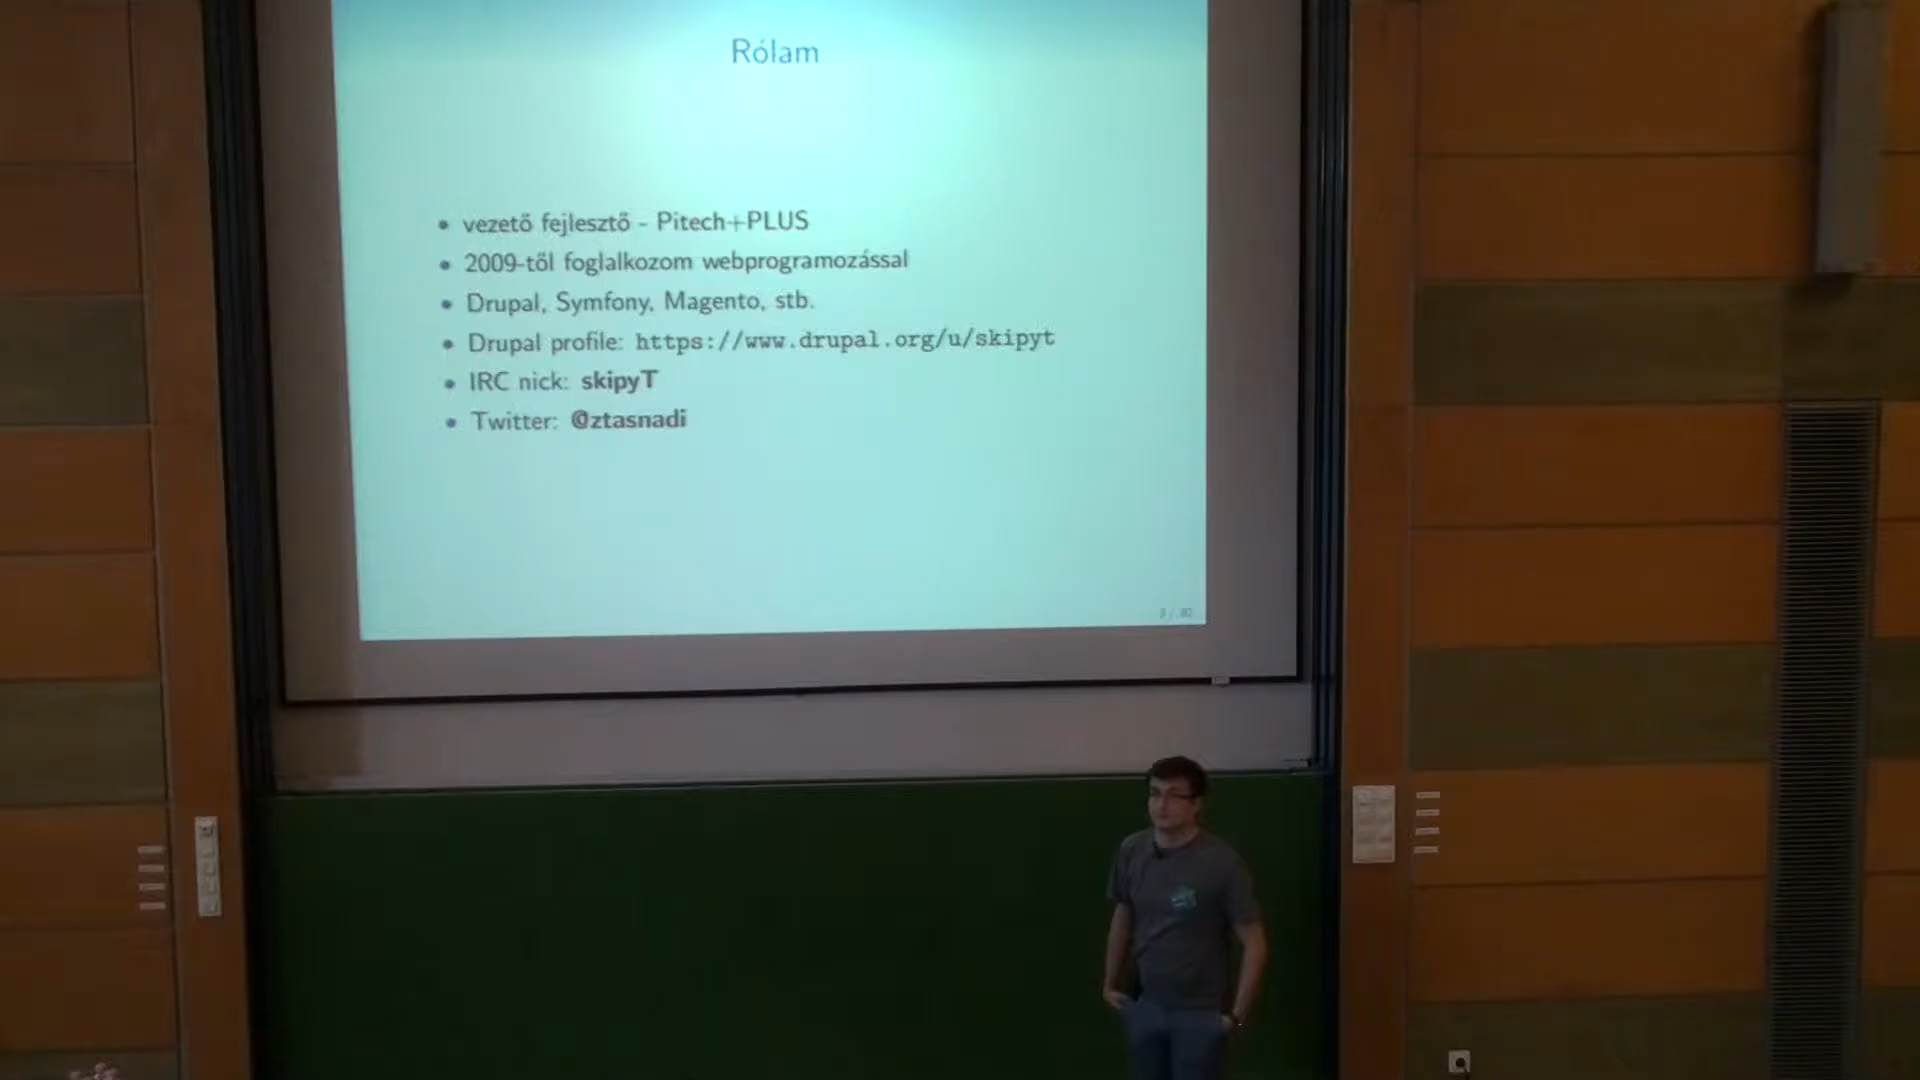 Rólam
vezető fejlesztő - Pitech+PLUS
2009-től foglalkozom webprogramozással
Drupal, Symfony, Magento, stb.
Drupal profile: https://www.drupal.org/u/skipyt
IRC nick: skipyT
Twitter: @ztasnadi